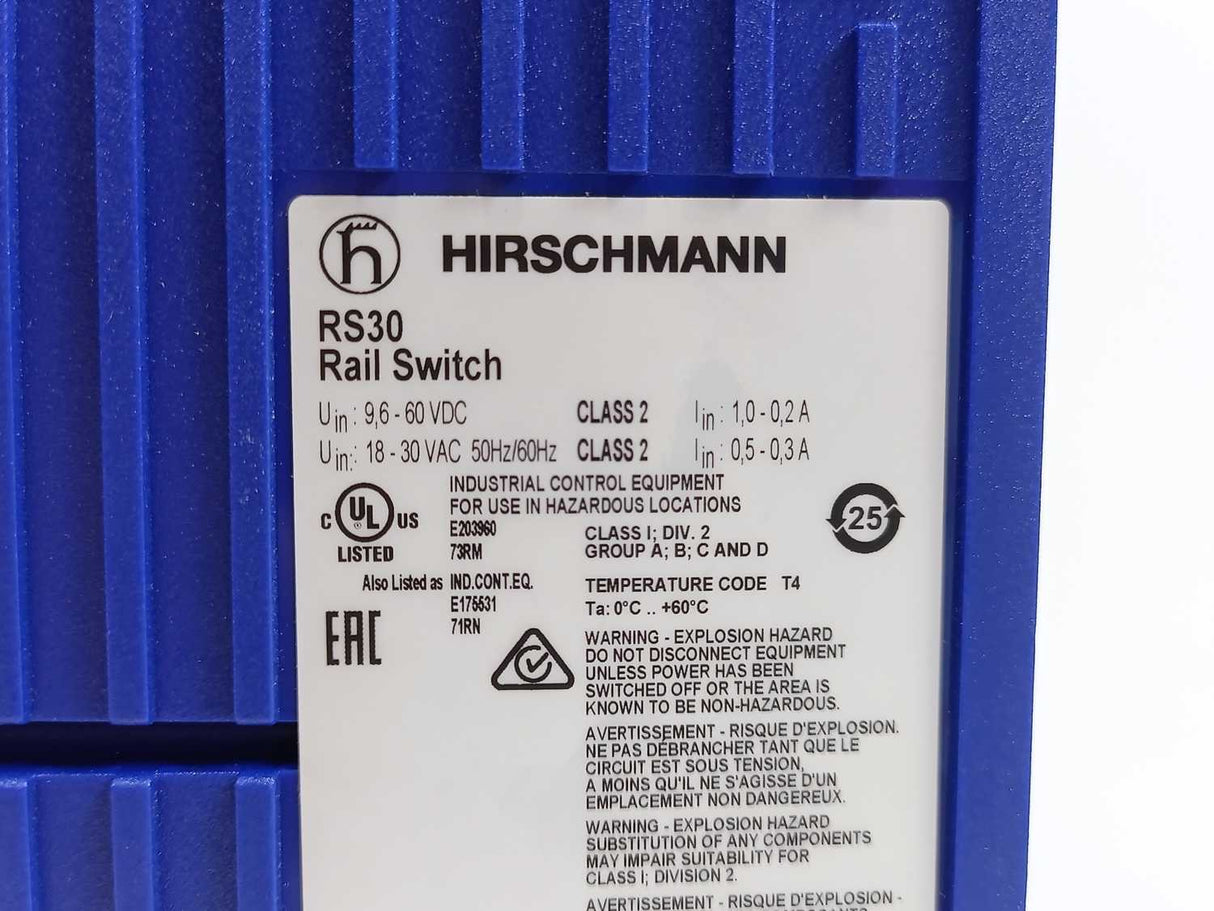 HIRSCHMANN
RS30
Rail Switch
Uin: 9,6 - 60 VDC CLASS 2 Iin: 1,0 - 0,2 A
Uin: 18 - 30 VAC 50Hz/60Hz CLASS 2 Iin: 0,5 - 0,3 A
INDUSTRIAL CONTROL EQUIPMENT
FOR USE IN HAZARDOUS LOCATIONS
C UL US
LISTED
E203960
73RM
CLASS I; DIV. 2
GROUP A; B; C AND D
25
Also Listed as IND.CONT.EQ.
E175531
71RN
TEMPERATURE CODE T4
Ta: 0°C .. +60°C
EAC
WARNING - EXPLOSION HAZARD
DO NOT DISCONNECT EQUIPMENT
UNLESS POWER HAS BEEN
SWITCHED OFF OR THE AREA IS
KNOWN TO BE NON-HAZARDOUS.
AVERTISSEMENT - RISQUE D'EXPLOSION.
NE PAS DÉBRANCHER TANT QUE LE
CIRCUIT EST SOUS TENSION,
A MOINS QU'IL NE S'AGISSE D'UN
EMPLACEMENT NON DANGEREUX.
WARNING - EXPLOSION HAZARD
SUBSTITUTION OF ANY COMPONENTS
MAY IMPAIR SUITABILITY FOR
CLASS I; DIVISION 2.
AVERTISSEMENT - RISQUE D'EXPLOSION -